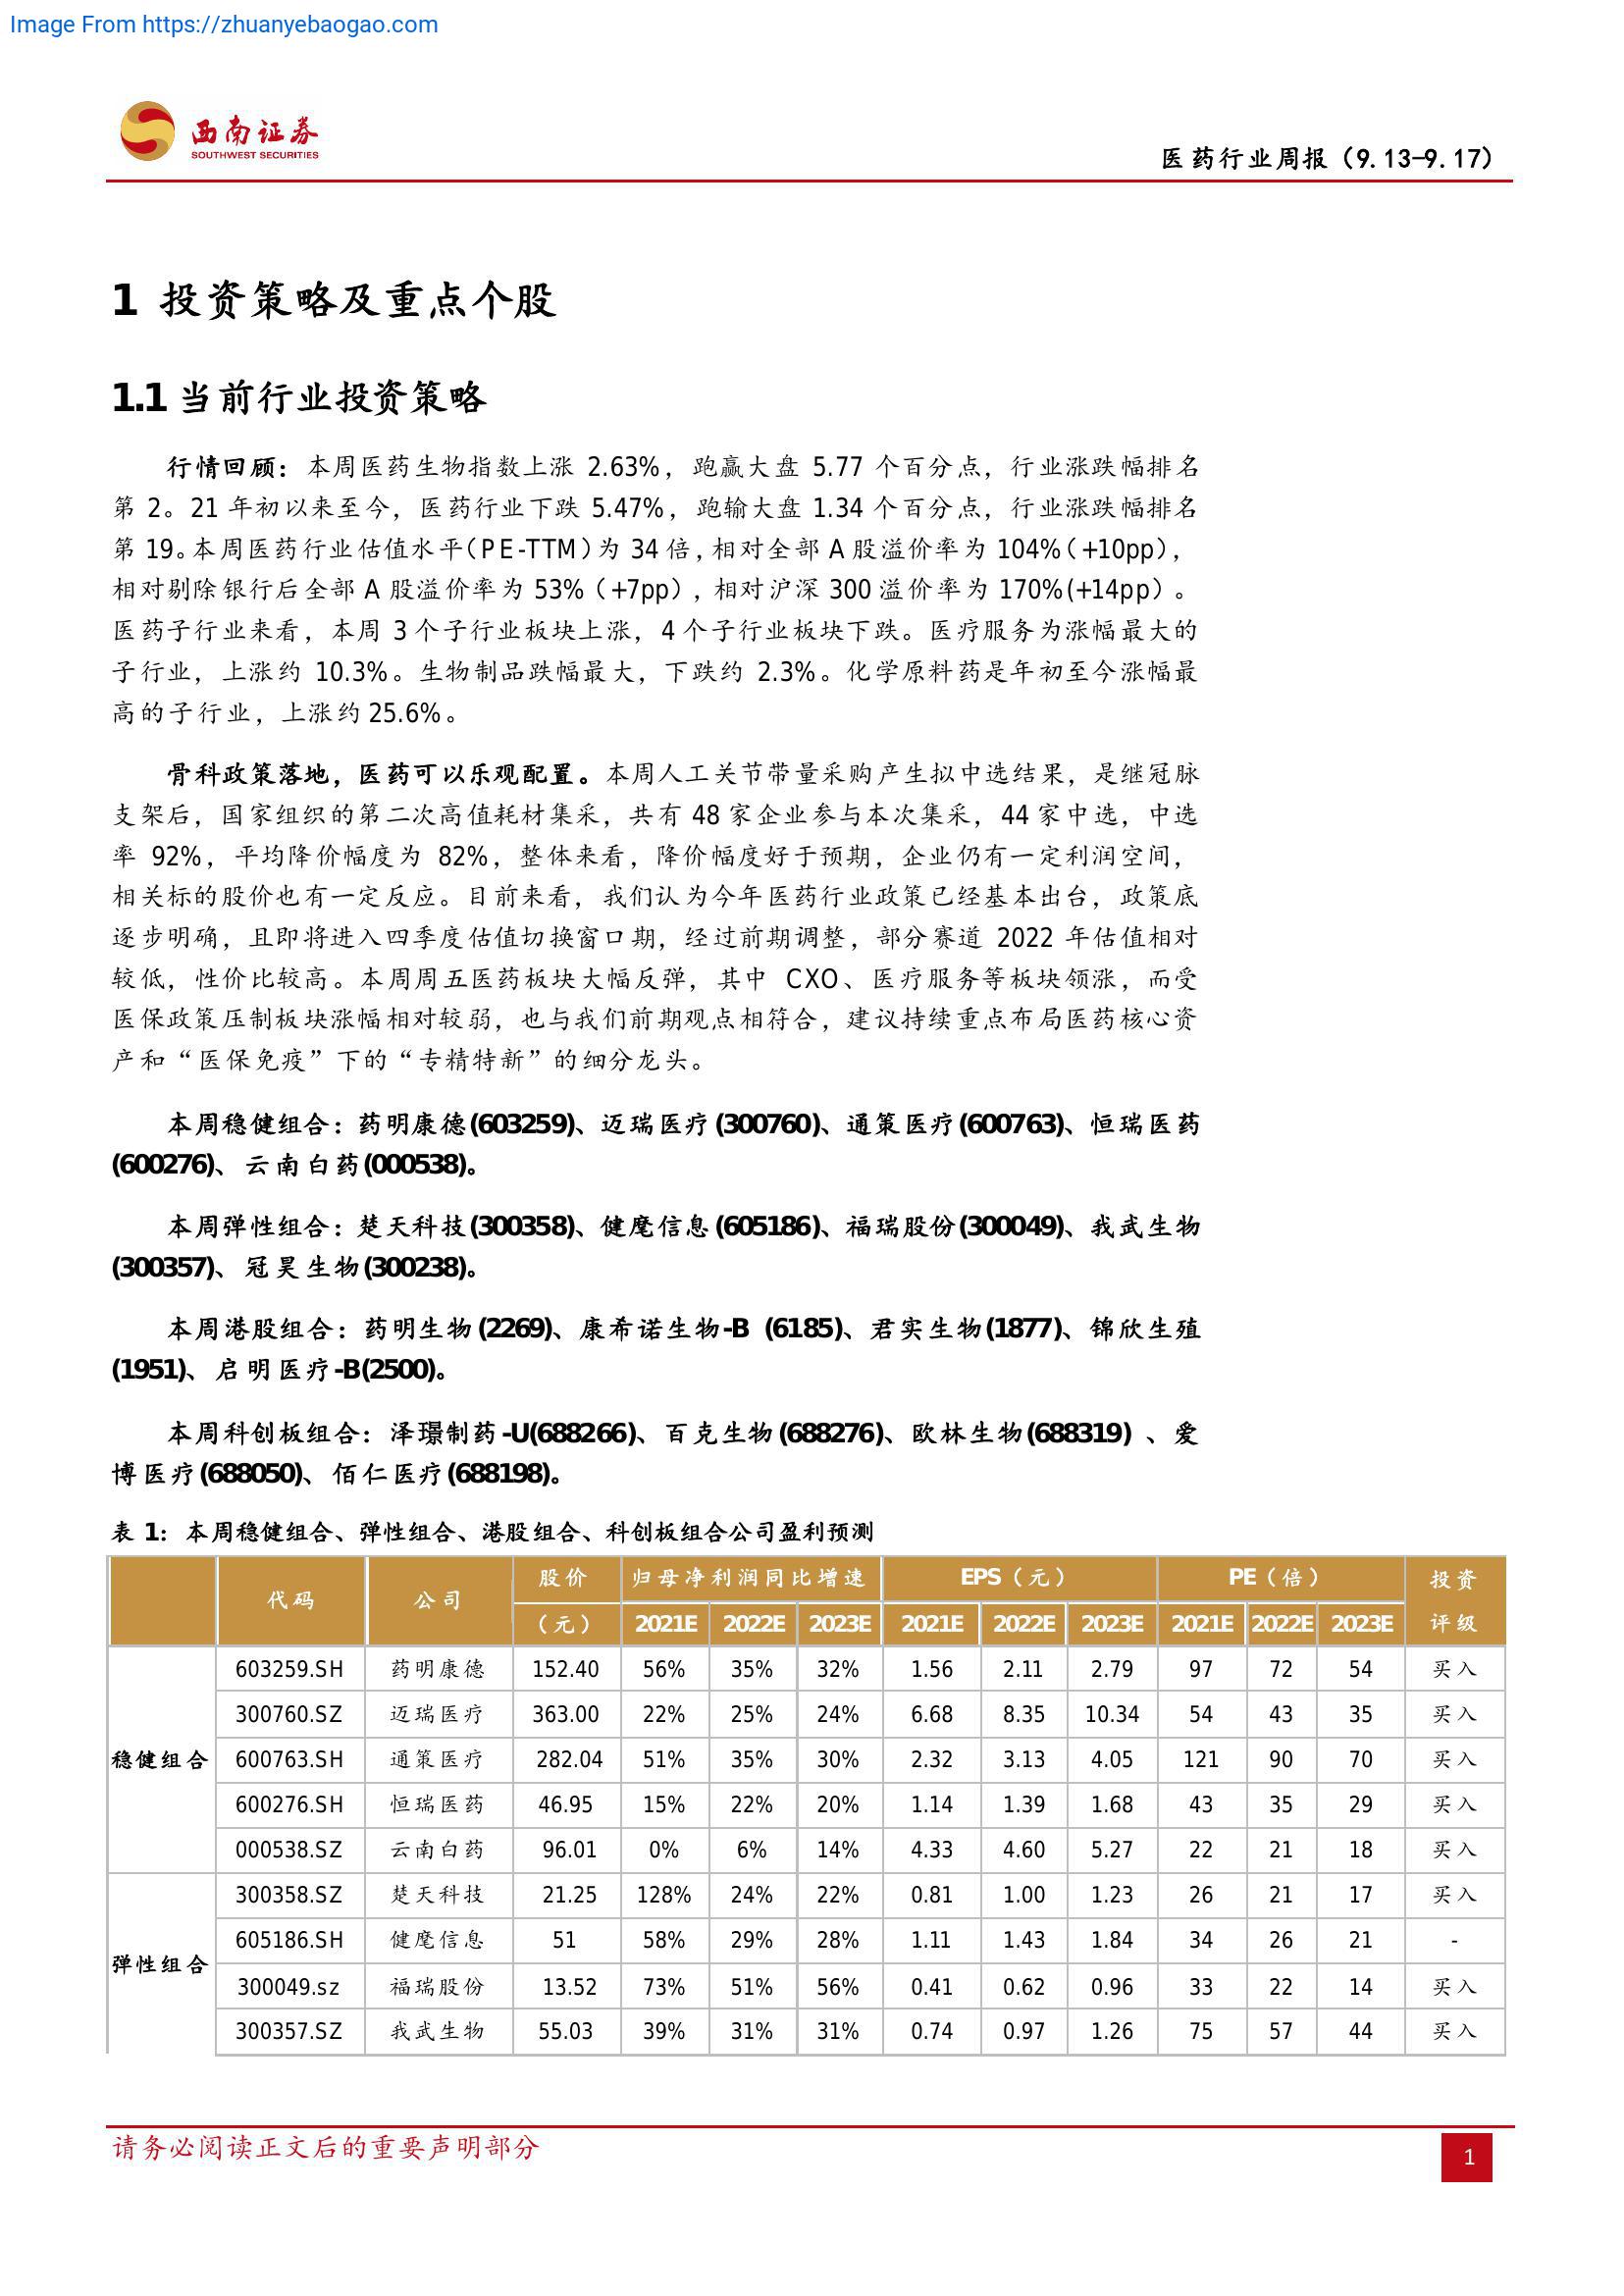 Image From https://zhuanyebaogao.com
西南证券
SOUTHWEST SECURITIES
医药行业周报（9.13-9.17）
1 投资策略及重点个股
1.1 当前行业投资策略
行情回顾：本周医药生物指数上涨 2.63%，跑赢大盘 5.77 个百分点，行业涨跌幅排名
第 2。21 年初以来至今，医药行业下跌 5.47%，跑输大盘 1.34 个百分点，行业涨跌幅排名
第 19。本周医药行业估值水平（PE-TTM）为 34 倍，相对全部 A 股溢价率为 104%（+10pp），
相对剔除银行后全部 A 股溢价率为 53%（+7pp），相对沪深 300 溢价率为 170%(+14pp）。
医药子行业来看，本周 3 个子行业板块上涨，4 个子行业板块下跌。医疗服务为涨幅最大的
子行业，上涨约 10.3%。生物制品跌幅最大，下跌约 2.3%。化学原料药是年初至今涨幅最
高的子行业，上涨约 25.6%。
骨科政策落地，医药可以乐观配置。本周人工关节带量采购产生拟中选结果，是继冠脉
支架后，国家组织的第二次高值耗材集采，共有 48 家企业参与本次集采，44 家中选，中选
率 92%，平均降价幅度为 82%，整体来看，降价幅度好于预期，企业仍有一定利润空间，
相关标的股价也有一定反应。目前来看，我们认为今年医药行业政策已经基本出台，政策底
逐步明确，且即将进入四季度估值切换窗口期，经过前期调整，部分赛道 2022 年估值相对
较低，性价比较高。本周周五医药板块大幅反弹，其中 CXO、医疗服务等板块领涨，而受
医保政策压制板块涨幅相对较弱，也与我们前期观点相符合，建议持续重点布局医药核心资
产和“医保免疫”下的“专精特新”的细分龙头。
本周稳健组合：药明康德(603259)、迈瑞医疗(300760)、通策医疗(600763)、恒瑞医药
(600276)、云南白药(000538)。
本周弹性组合：楚天科技(300358)、健麾信息(605186)、福瑞股份(300049)、我武生物
(300357)、冠昊生物(300238)。
本周港股组合：药明生物(2269)、康希诺生物-B (6185)、君实生物(1877)、锦欣生殖
(1951)、启明医疗-B(2500)。
本周科创板组合：泽璟制药-U(688266)、百克生物(688276)、欧林生物(688319) 、爱
博医疗(688050)、佰仁医疗(688198)。
表 1：本周稳健组合、弹性组合、港股组合、科创板组合公司盈利预测
代码 公司 股价（元） 归母净利润同比增速 EPS（元） PE（倍） 投资评级
2021E 2022E 2023E 2021E 2022E 2023E 2021E 2022E 2023E
稳健组合
603259.SH 药明康德 152.40 56% 35% 32% 1.56 2.11 2.79 97 72 54 买入
300760.SZ 迈瑞医疗 363.00 22% 25% 24% 6.68 8.35 10.34 54 43 35 买入
600763.SH 通策医疗 282.04 51% 35% 30% 2.32 3.13 4.05 121 90 70 买入
600276.SH 恒瑞医药 46.95 15% 22% 20% 1.14 1.39 1.68 43 35 29 买入
000538.SZ 云南白药 96.01 0% 6% 14% 4.33 4.60 5.27 22 21 18 买入
弹性组合
300358.SZ 楚天科技 21.25 128% 24% 22% 0.81 1.00 1.23 26 21 17 买入
605186.SH 健麾信息 51 58% 29% 28% 1.11 1.43 1.84 34 26 21 -
300049.sz 福瑞股份 13.52 73% 51% 56% 0.41 0.62 0.96 33 22 14 买入
300357.SZ 我武生物 55.03 39% 31% 31% 0.74 0.97 1.26 75 57 44 买入
请务必阅读正文后的重要声明部分
1